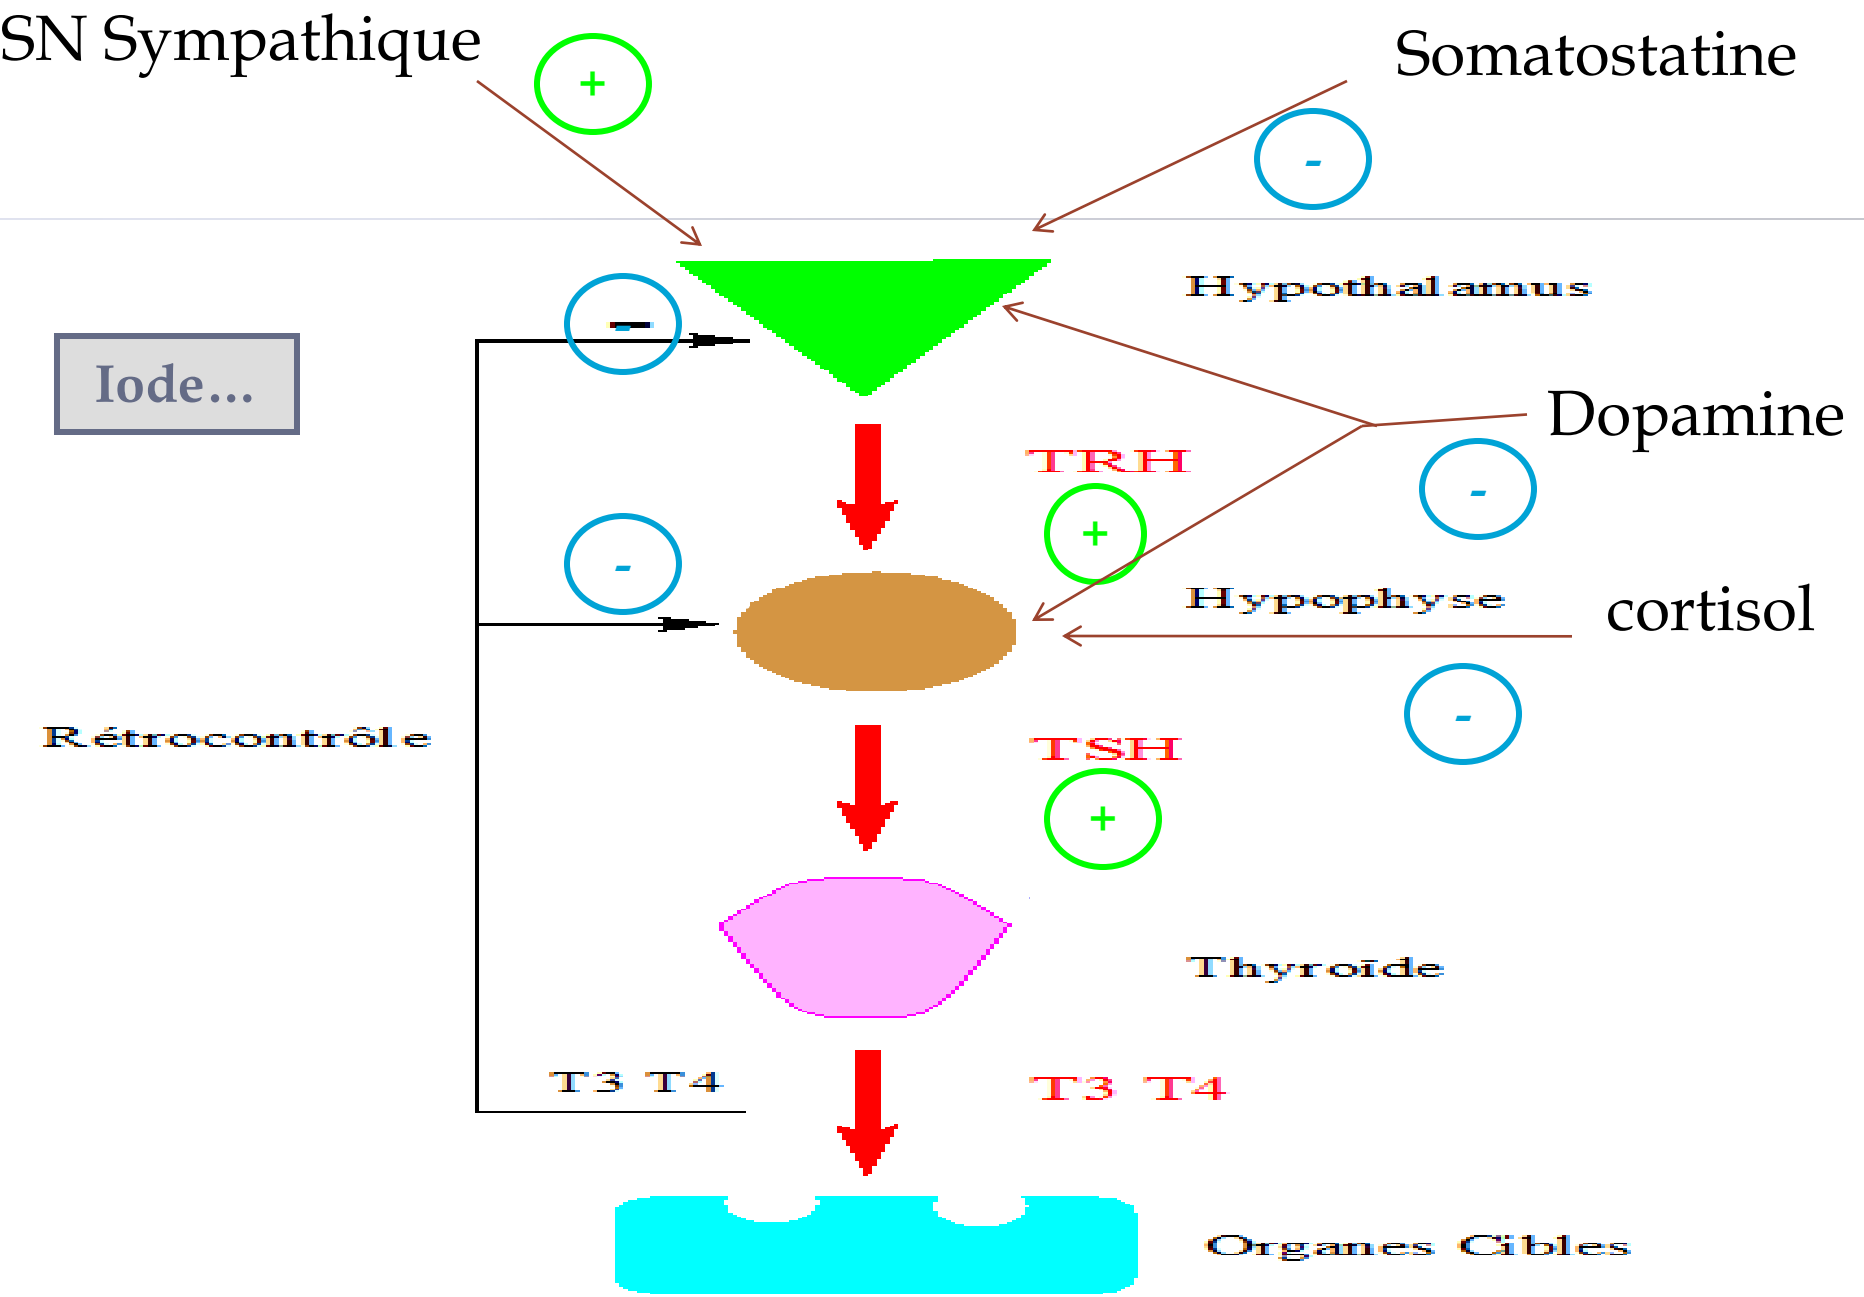 SN Sympathique
+
Somatostatine
-
Hypothalamus
-
Iode...
Dopamine
-
TRH
+
-
Hypophyse
cortisol
-
Rétrocontrôle
TSH
+
Thyroïde
T3 T4
T3 T4
Organes Cibles